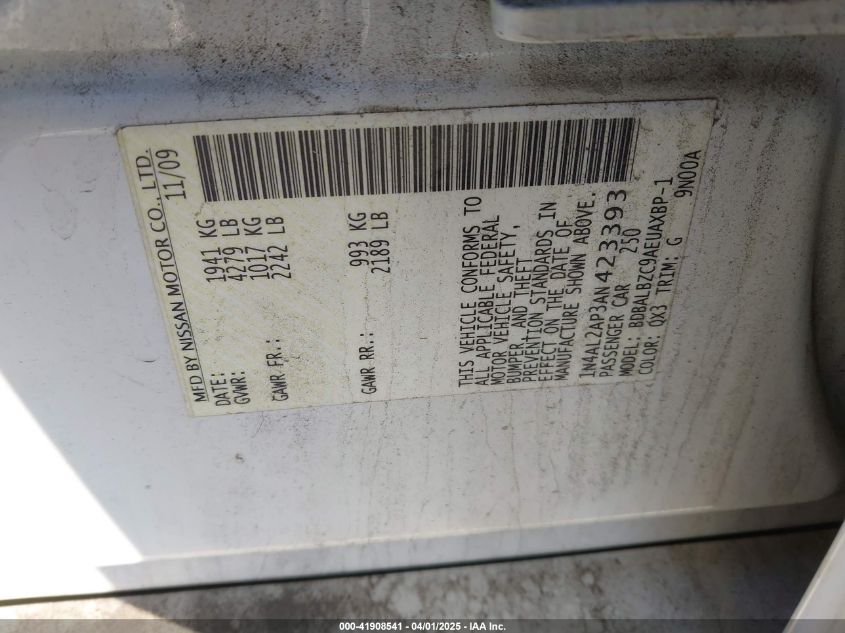 MFD BY NISSAN MOTOR CO., LTD.
DATE: 11/09
GVWR: 1941 KG
4279 LB
GAWR FR.: 1017 KG
2242 LB
GAWR RR.: 993 KG
2189 LB
THIS VEHICLE CONFORMS TO
ALL APPLICABLE FEDERAL
MOTOR VEHICLE SAFETY,
BUMPER, AND THEFT
PREVENTION STANDARDS IN
EFFECT ON THE DATE OF
MANUFACTURE SHOWN ABOVE.
1N4AL2AP3AN423393
PASSENGER CAR 250
MODEL: BDBALBZC9AEUAXBP-1
COLOR: QX3 TRIM: G 9N00A
000-41908541 - 04/01/2025 - IAA Inc.